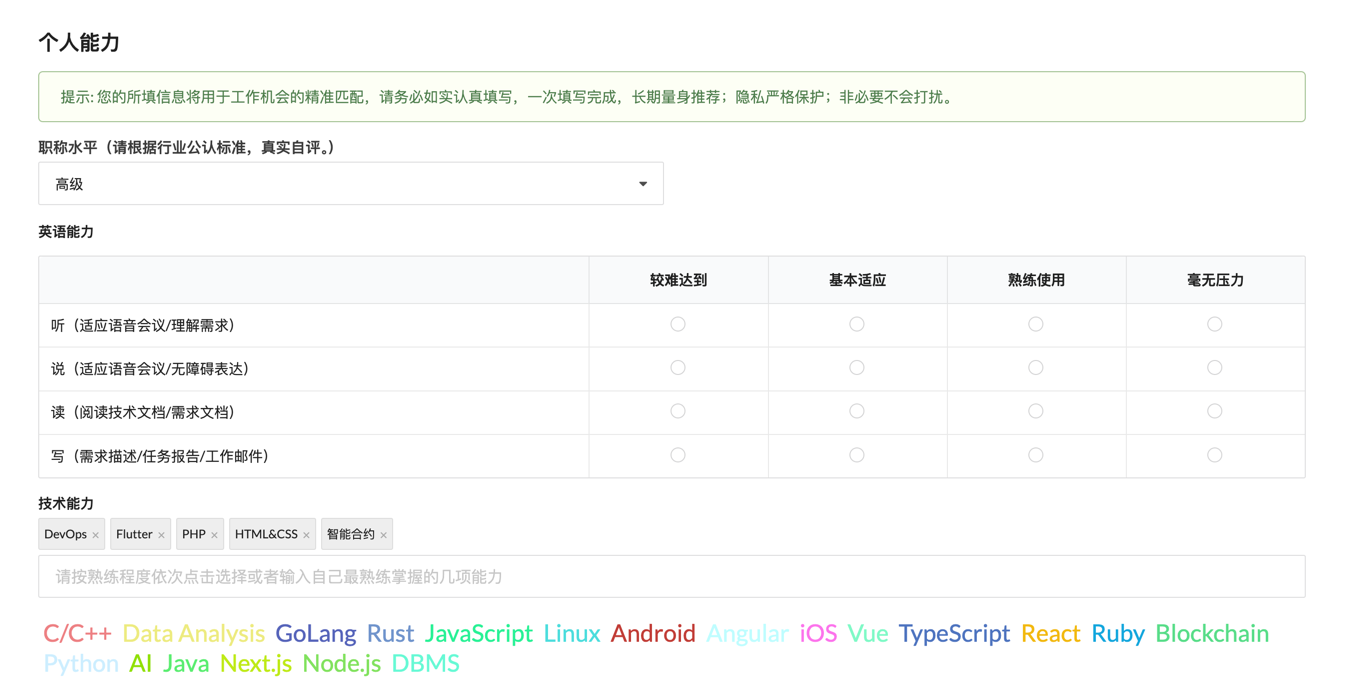 个人能力
提示: 您的所填信息将用于工作机会的精准匹配，请务必如实认真填写，一次填写完成，长期量身推荐；隐私严格保护；非必要不会打扰。
职称水平（请根据行业公认标准，真实自评。）
高级
英语能力
较难达到 基本适应 熟练使用 毫无压力
听（适应语音会议/理解需求）
说（适应语音会议/无障碍表达）
读（阅读技术文档/需求文档）
写（需求描述/任务报告/工作邮件）
技术能力
DevOps × Flutter × PHP × HTML&CSS × 智能合约 ×
请按熟练程度依次点击选择或者输入自己最熟练掌握的几项能力
C/C++ Data Analysis GoLang Rust JavaScript Linux Android Angular iOS Vue TypeScript React Ruby Blockchain
Python AI Java Next.js Node.js DBMS